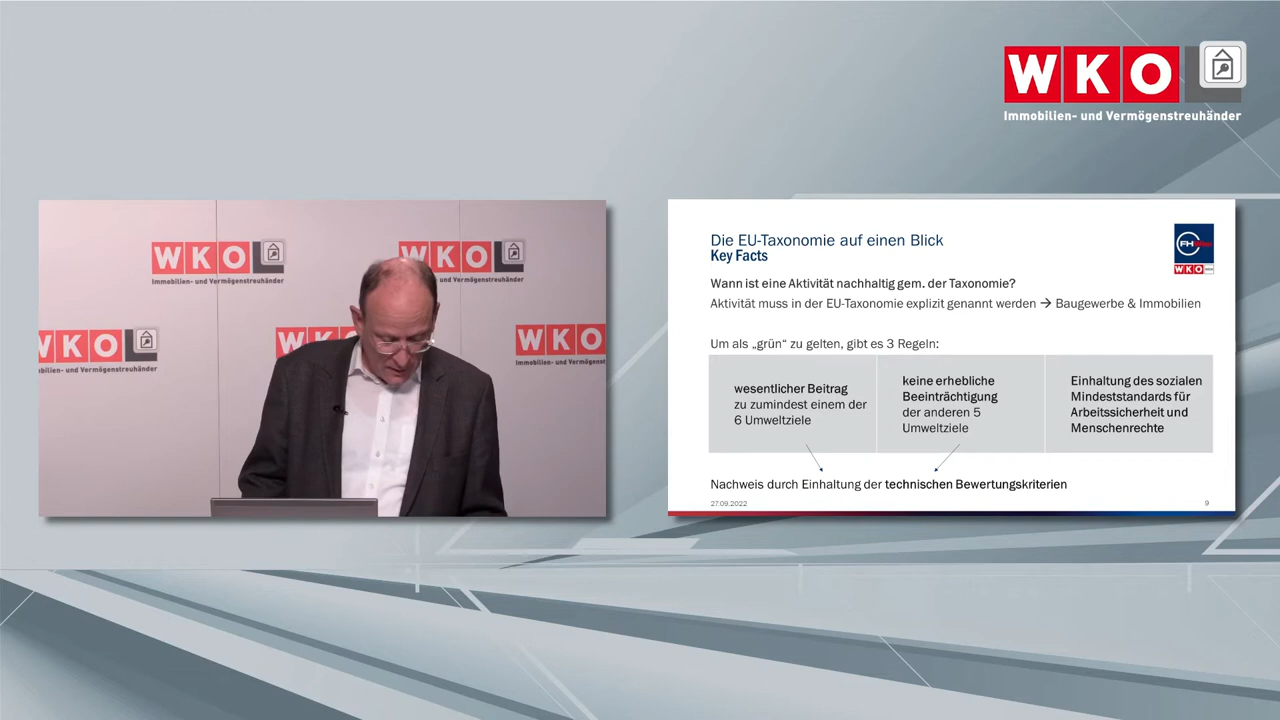 WKO
Immobilien- und Vermögenstreuhänder
WKO
Immobilien- und Vermögenstreuhänder
WKO
Immobilien- und Vermögenstreuhänder
WKO
WKO
Immobilien- und Vermögenstreuhänder
Die EU-Taxonomie auf einen Blick
Key Facts
FH
WKO
Wann ist eine Aktivität nachhaltig gem. der Taxonomie?
Aktivität muss in der EU-Taxonomie explizit genannt werden → Baugewerbe & Immobilien
Um als „grün“ zu gelten, gibt es 3 Regeln:
wesentlicher Beitrag
zu zumindest einem der
6 Umweltziele
keine erhebliche
Beeinträchtigung
der anderen 5
Umweltziele
Einhaltung des sozialen
Mindeststandards für
Arbeitssicherheit und
Menschenrechte
Nachweis durch Einhaltung der technischen Bewertungskriterien
27.09.2022
9